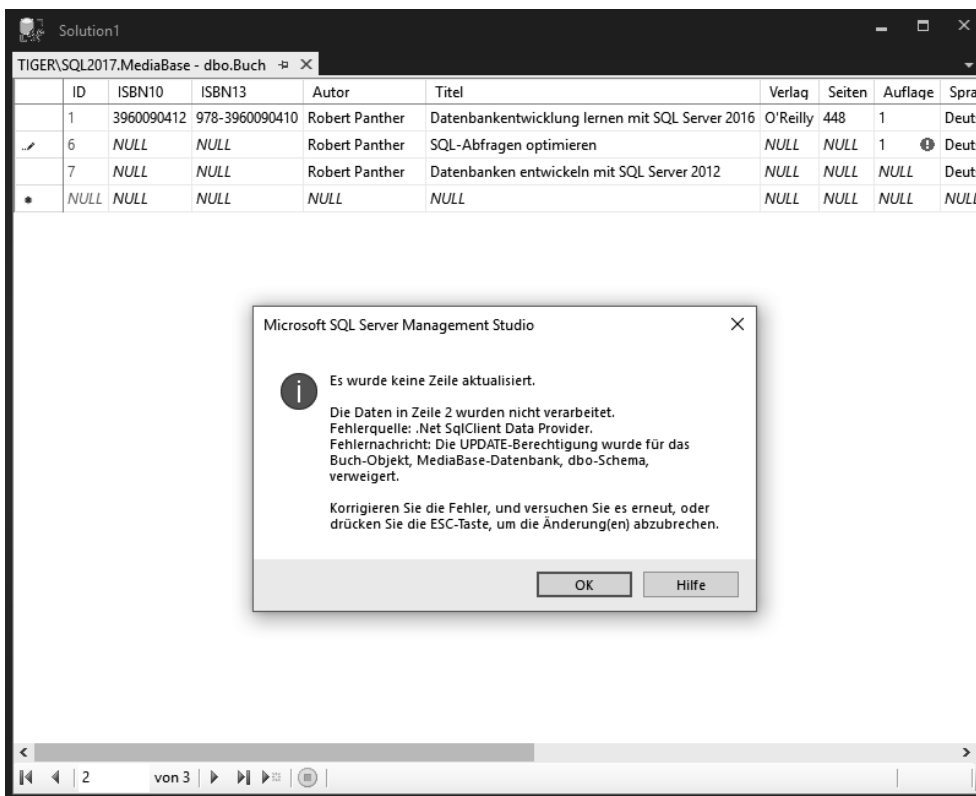 Solution1
TIGER\SQL2017.MediaBase - dbo.Buch
ID ISBN10 ISBN13 Autor Titel Verlag Seiten Auflage Spra
1 3960090412 978-3960090410 Robert Panther Datenbankentwicklung lernen mit SQL Server 2016 O'Reilly 448 1 Deut
6 NULL NULL Robert Panther SQL-Abfragen optimieren NULL NULL 1 Deut
7 NULL NULL Robert Panther Datenbanken entwickeln mit SQL Server 2012 NULL NULL NULL Deut
NULL NULL NULL NULL NULL NULL NULL NULL NULL
Microsoft SQL Server Management Studio
Es wurde keine Zeile aktualisiert.
Die Daten in Zeile 2 wurden nicht verarbeitet.
Fehlerquelle: .Net SqlClient Data Provider.
Fehlernachricht: Die UPDATE-Berechtigung wurde für das
Buch-Objekt, MediaBase-Datenbank, dbo-Schema,
verweigert.
Korrigieren Sie die Fehler, und versuchen Sie es erneut, oder
drücken Sie die ESC-Taste, um die Änderung(en) abzubrechen.
OK Hilfe
2 von 3